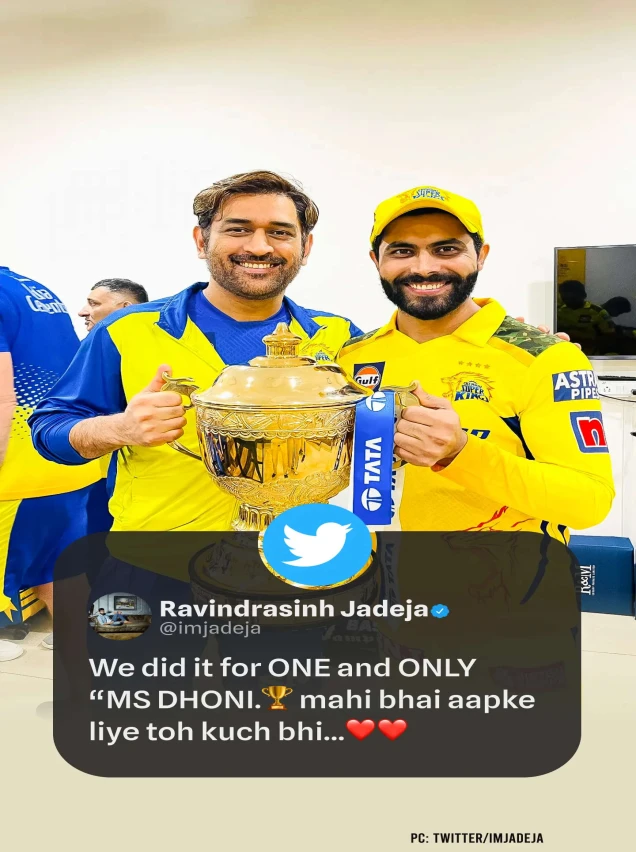 SUPER
Gulf
SUPER
KINGS
ASTRAL
PIPES
n
TATA
Ravindrasinh Jadeja
@imjadeja
We did it for ONE and ONLY
“MS DHONI.🏆 mahi bhai aapke
liye toh kuch bhi...❤️❤️
PC: TWITTER/IMJADEJA